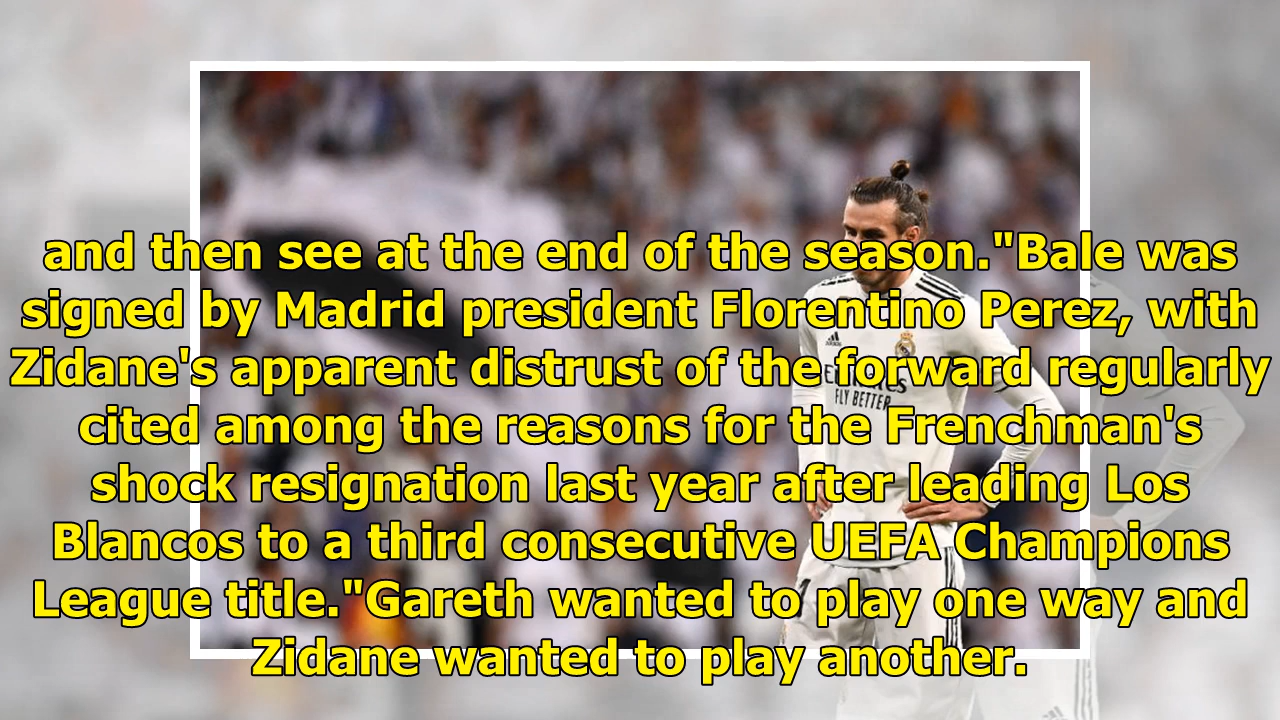 and then see at the end of the season."Bale was
signed by Madrid president Florentino Perez, with
Zidane's apparent distrust of the forward regularly
cited among the reasons for the Frenchman's
shock resignation last year after leading Los
Blancos to a third consecutive UEFA Champions
League title."Gareth wanted to play one way and
Zidane wanted to play another.
adidas
FLY BETTER